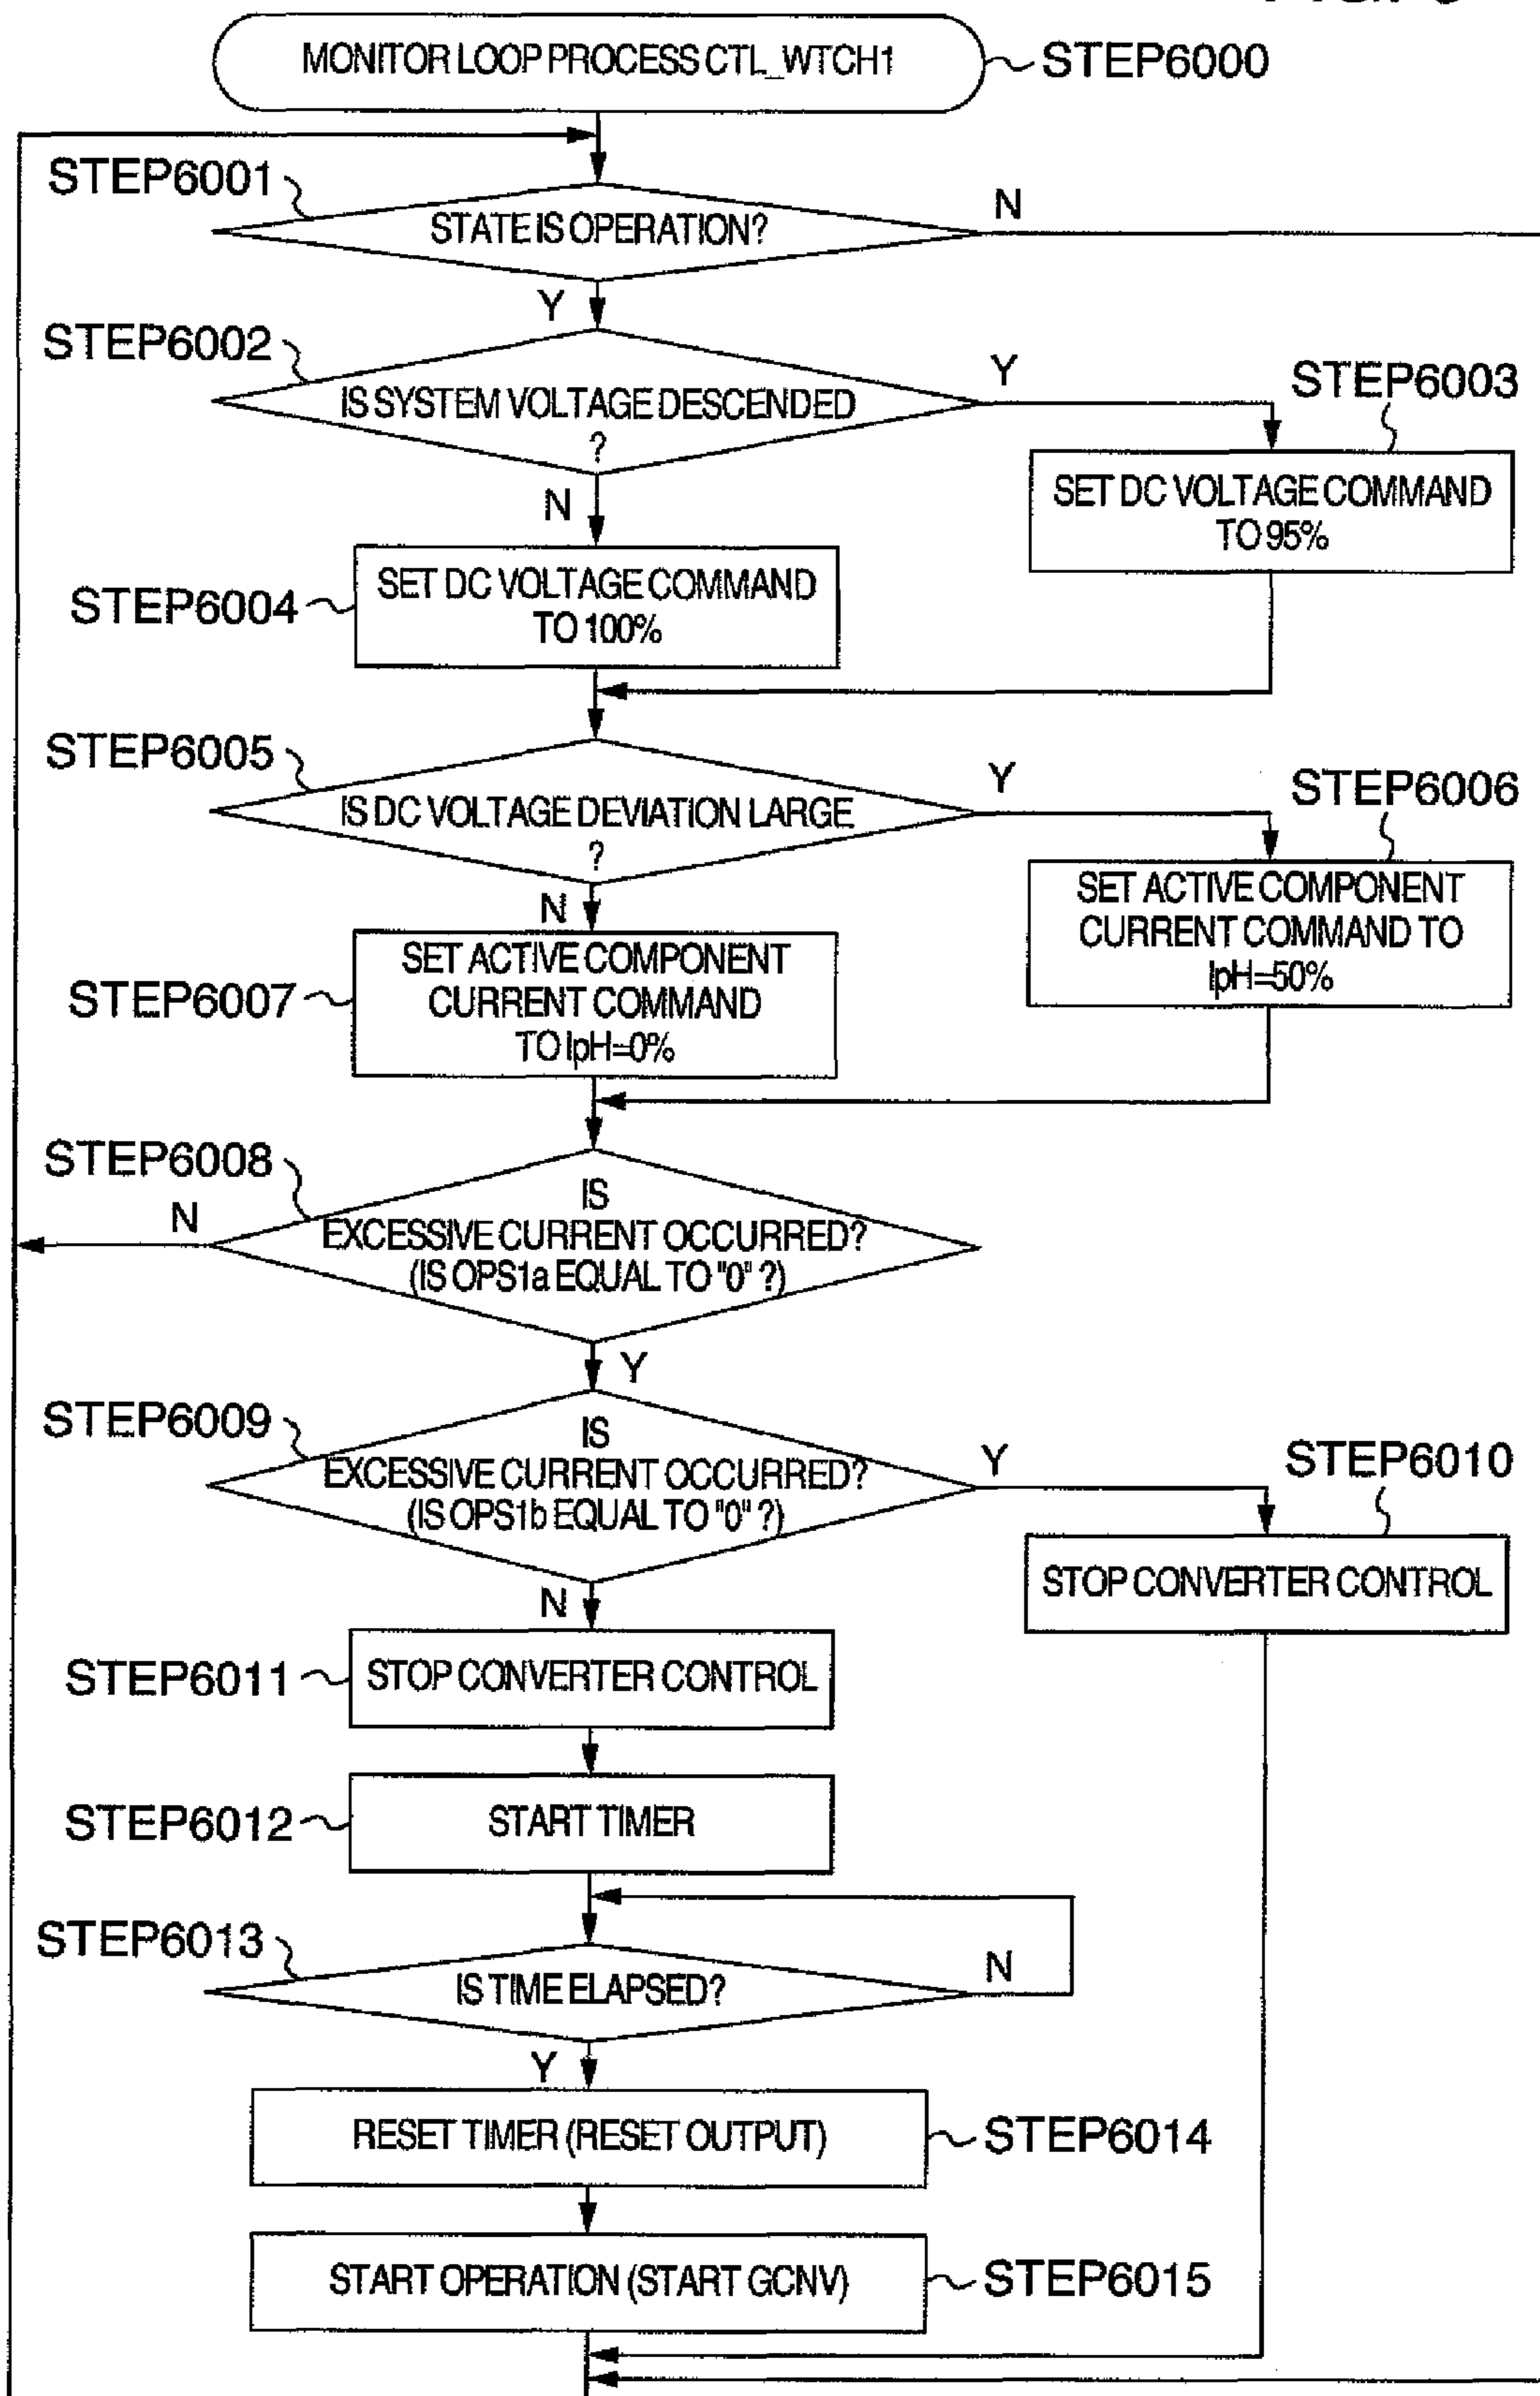 MONITOR LOOP PROCESS CTL_WTCH1
STEP6000
STEP6001
STATE IS OPERATION?
N
Y
STEP6002
IS SYSTEM VOLTAGE DESCENDED
?
Y
STEP6003
SET DC VOLTAGE COMMAND
TO 95%
N
STEP6004
SET DC VOLTAGE COMMAND
TO 100%
STEP6005
IS DC VOLTAGE DEVIATION LARGE
?
Y
STEP6006
SET ACTIVE COMPONENT
CURRENT COMMAND TO
IpH=50%
N
STEP6007
SET ACTIVE COMPONENT
CURRENT COMMAND
TO IpH=0%
STEP6008
N
IS
EXCESSIVE CURRENT OCCURRED?
(IS OPS1a EQUAL TO "0" ?)
Y
STEP6009
IS
EXCESSIVE CURRENT OCCURRED?
(IS OPS1b EQUAL TO "0" ?)
Y
STEP6010
STOP CONVERTER CONTROL
N
STEP6011
STOP CONVERTER CONTROL
STEP6012
START TIMER
STEP6013
IS TIME ELAPSED?
N
Y
RESET TIMER (RESET OUTPUT)
STEP6014
START OPERATION (START GCNV)
STEP6015